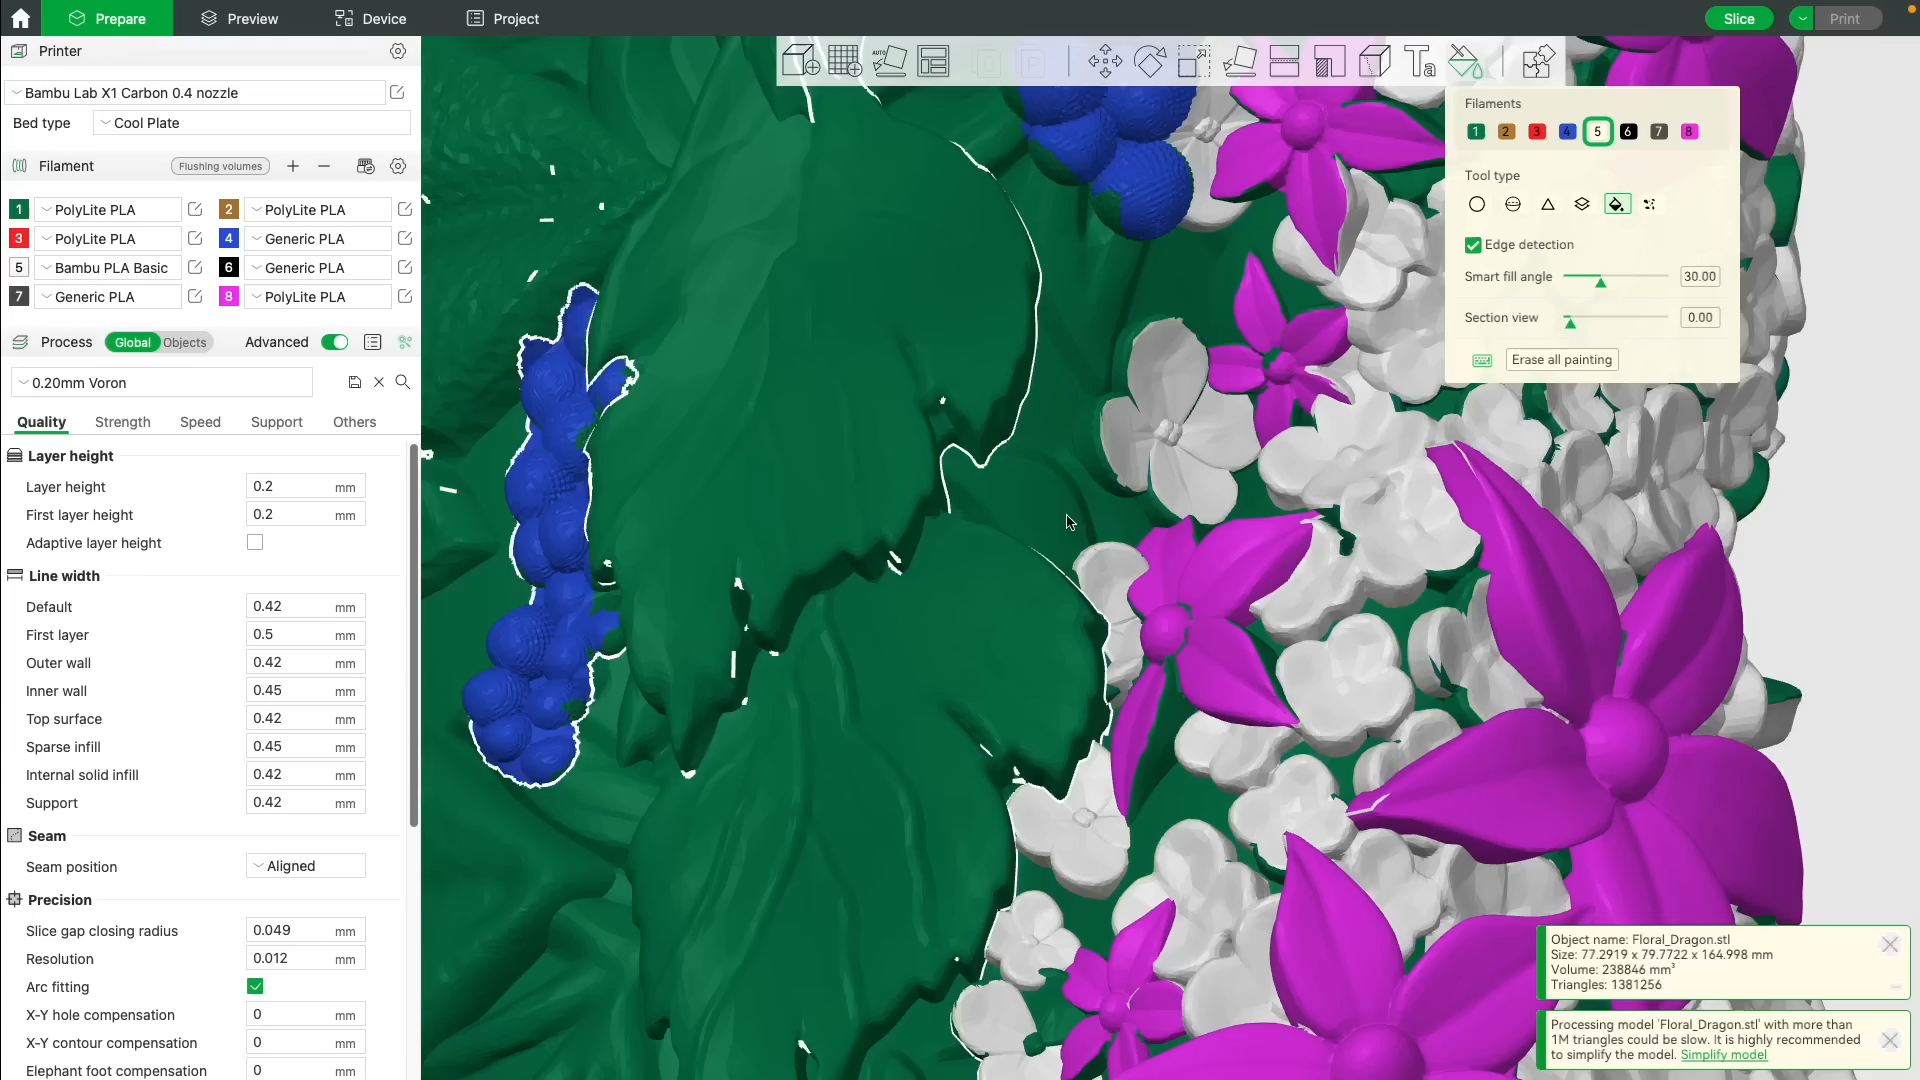 Prepare
Preview
Device
Project
Slice
Print
Printer
Bambu Lab X1 Carbon 0.4 nozzle
Bed type
Cool Plate
Filament
Flushing volumes
1 PolyLite PLA
2 PolyLite PLA
3 PolyLite PLA
4 Generic PLA
5 Bambu PLA Basic
6 Generic PLA
7 Generic PLA
8 PolyLite PLA
Process
Global
Objects
Advanced
0.20mm Voron
Quality
Strength
Speed
Support
Others
Layer height
Layer height 0.2 mm
First layer height 0.2 mm
Adaptive layer height
Line width
Default 0.42 mm
First layer 0.5 mm
Outer wall 0.42 mm
Inner wall 0.45 mm
Top surface 0.42 mm
Sparse infill 0.45 mm
Internal solid infill 0.42 mm
Support 0.42 mm
Seam
Seam position Aligned
Precision
Slice gap closing radius 0.049 mm
Resolution 0.012 mm
Arc fitting
X-Y hole compensation 0 mm
X-Y contour compensation 0 mm
Elephant foot compensation 0 mm
AUTO
Ta
Filaments
1 2 3 4 5 6 7 8
Tool type
Edge detection
Smart fill angle 30.00
Section view 0.00
Erase all painting
Object name: Floral_Dragon.stl
Size: 77.2919 x 79.7722 x 164.998 mm
Volume: 238846 mm³
Triangles: 1381256
Processing model 'Floral_Dragon.stl' with more than
1M triangles could be slow. It is highly recommended
to simplify the model. Simplify model